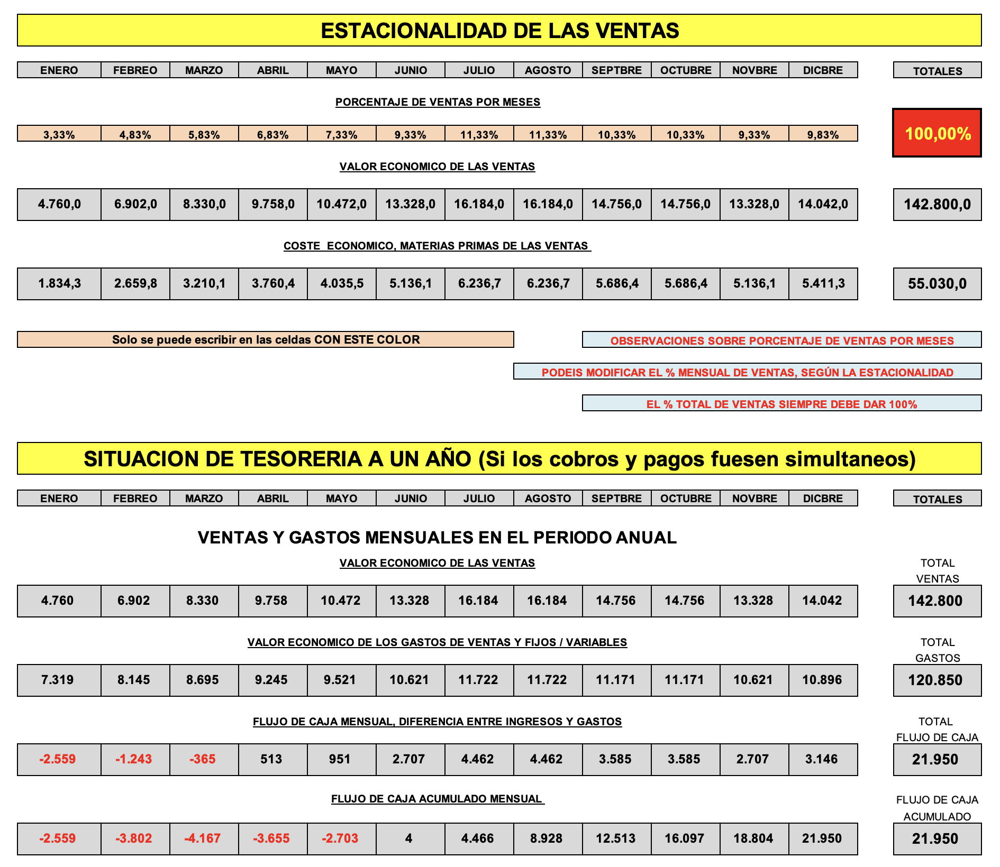 ESTACIONALIDAD DE LAS VENTAS
ENERO FEBREO MARZO ABRIL MAYO JUNIO JULIO AGOSTO SEPTBRE OCTUBRE NOVBRE DICBRE TOTALES
PORCENTAJE DE VENTAS POR MESES
3,33% 4,83% 5,83% 6,83% 7,33% 9,33% 11,33% 11,33% 10,33% 10,33% 9,33% 9,83% 100,00%
VALOR ECONOMICO DE LAS VENTAS
4.760,0 6.902,0 8.330,0 9.758,0 10.472,0 13.328,0 16.184,0 16.184,0 14.756,0 14.756,0 13.328,0 14.042,0 142.800,0
COSTE ECONOMICO, MATERIAS PRIMAS DE LAS VENTAS
1.834,3 2.659,8 3.210,1 3.760,4 4.035,5 5.136,1 6.236,7 6.236,7 5.686,4 5.686,4 5.136,1 5.411,3 55.030,0
Solo se puede escribir en las celdas CON ESTE COLOR
OBSERVACIONES SOBRE PORCENTAJE DE VENTAS POR MESES
PODEIS MODIFICAR EL % MENSUAL DE VENTAS, SEGÚN LA ESTACIONALIDAD
EL % TOTAL DE VENTAS SIEMPRE DEBE DAR 100%
SITUACION DE TESORERIA A UN AÑO (Si los cobros y pagos fuesen simultaneos)
ENERO FEBREO MARZO ABRIL MAYO JUNIO JULIO AGOSTO SEPTBRE OCTUBRE NOVBRE DICBRE TOTALES
VENTAS Y GASTOS MENSUALES EN EL PERIODO ANUAL
VALOR ECONOMICO DE LAS VENTAS
TOTAL
VENTAS
4.760 6.902 8.330 9.758 10.472 13.328 16.184 16.184 14.756 14.756 13.328 14.042 142.800
VALOR ECONOMICO DE LOS GASTOS DE VENTAS Y FIJOS / VARIABLES
TOTAL
GASTOS
7.319 8.145 8.695 9.245 9.521 10.621 11.722 11.722 11.171 11.171 10.621 10.896 120.850
FLUJO DE CAJA MENSUAL, DIFERENCIA ENTRE INGRESOS Y GASTOS
TOTAL
FLUJO DE CAJA
-2.559 -1.243 -365 513 951 2.707 4.462 4.462 3.585 3.585 2.707 3.146 21.950
FLUJO DE CAJA ACUMULADO MENSUAL
FLUJO DE CAJA
ACUMULADO
-2.559 -3.802 -4.167 -3.655 -2.703 4 4.466 8.928 12.513 16.097 18.804 21.950 21.950